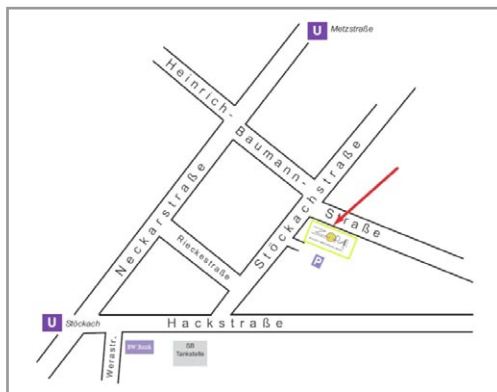 U Metzstraße
Heinrich-
Baumann-
Straße
Neckarstraße
Stöckachstraße
Rieckestraße
P
U Stöckach
Hackstraße
Werastr.
BW Bank
SB
Tankstelle